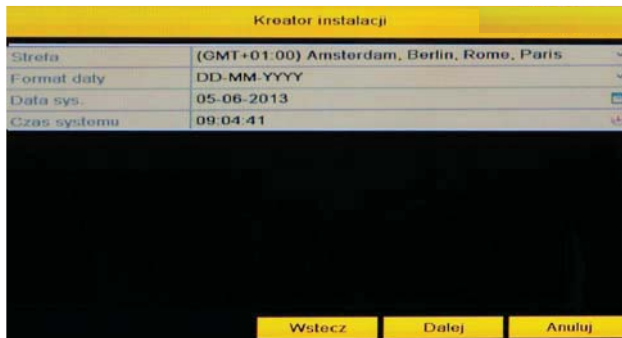 Kreator instalacji
Strefa (GMT+01:00) Amsterdam, Berlin, Rome, Paris
Format daty DD-MM-YYYY
Data sys. 05-06-2013
Czas systemu 09:04:41
Wstecz Dalej Anuluj